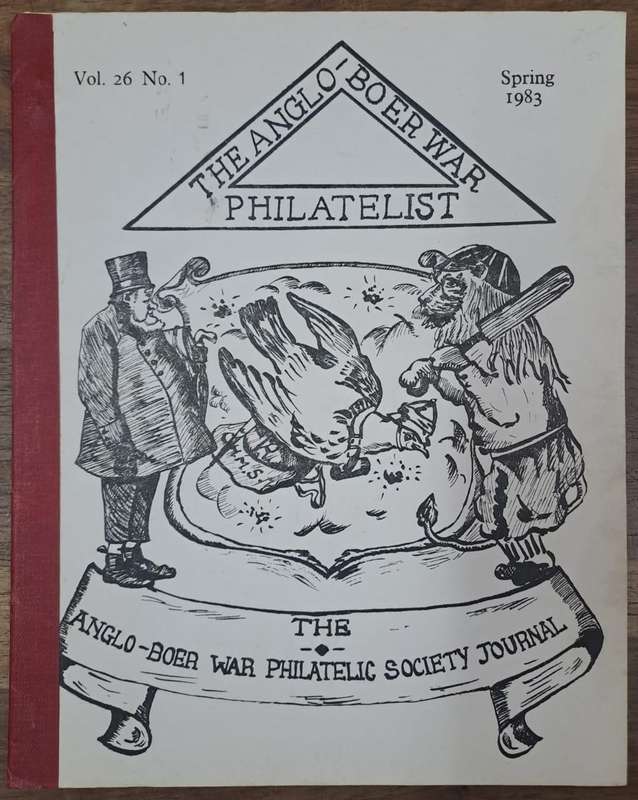 Vol. 26 No. 1
Spring
1983
THE ANGLO-BOER WAR
PHILATELIST
M.S.
THE
ANGLO-BOER WAR PHILATELIC SOCIETY JOURNAL